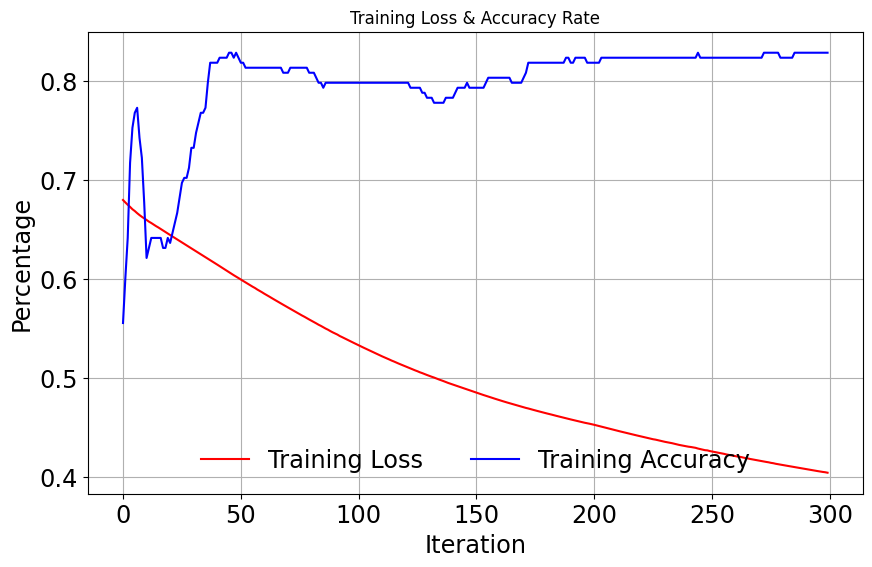 Training Loss & Accuracy Rate
Percentage
0.8
0.7
0.6
0.5
0.4
Training Loss
Training Accuracy
0 50 100 150 200 250 300
Iteration